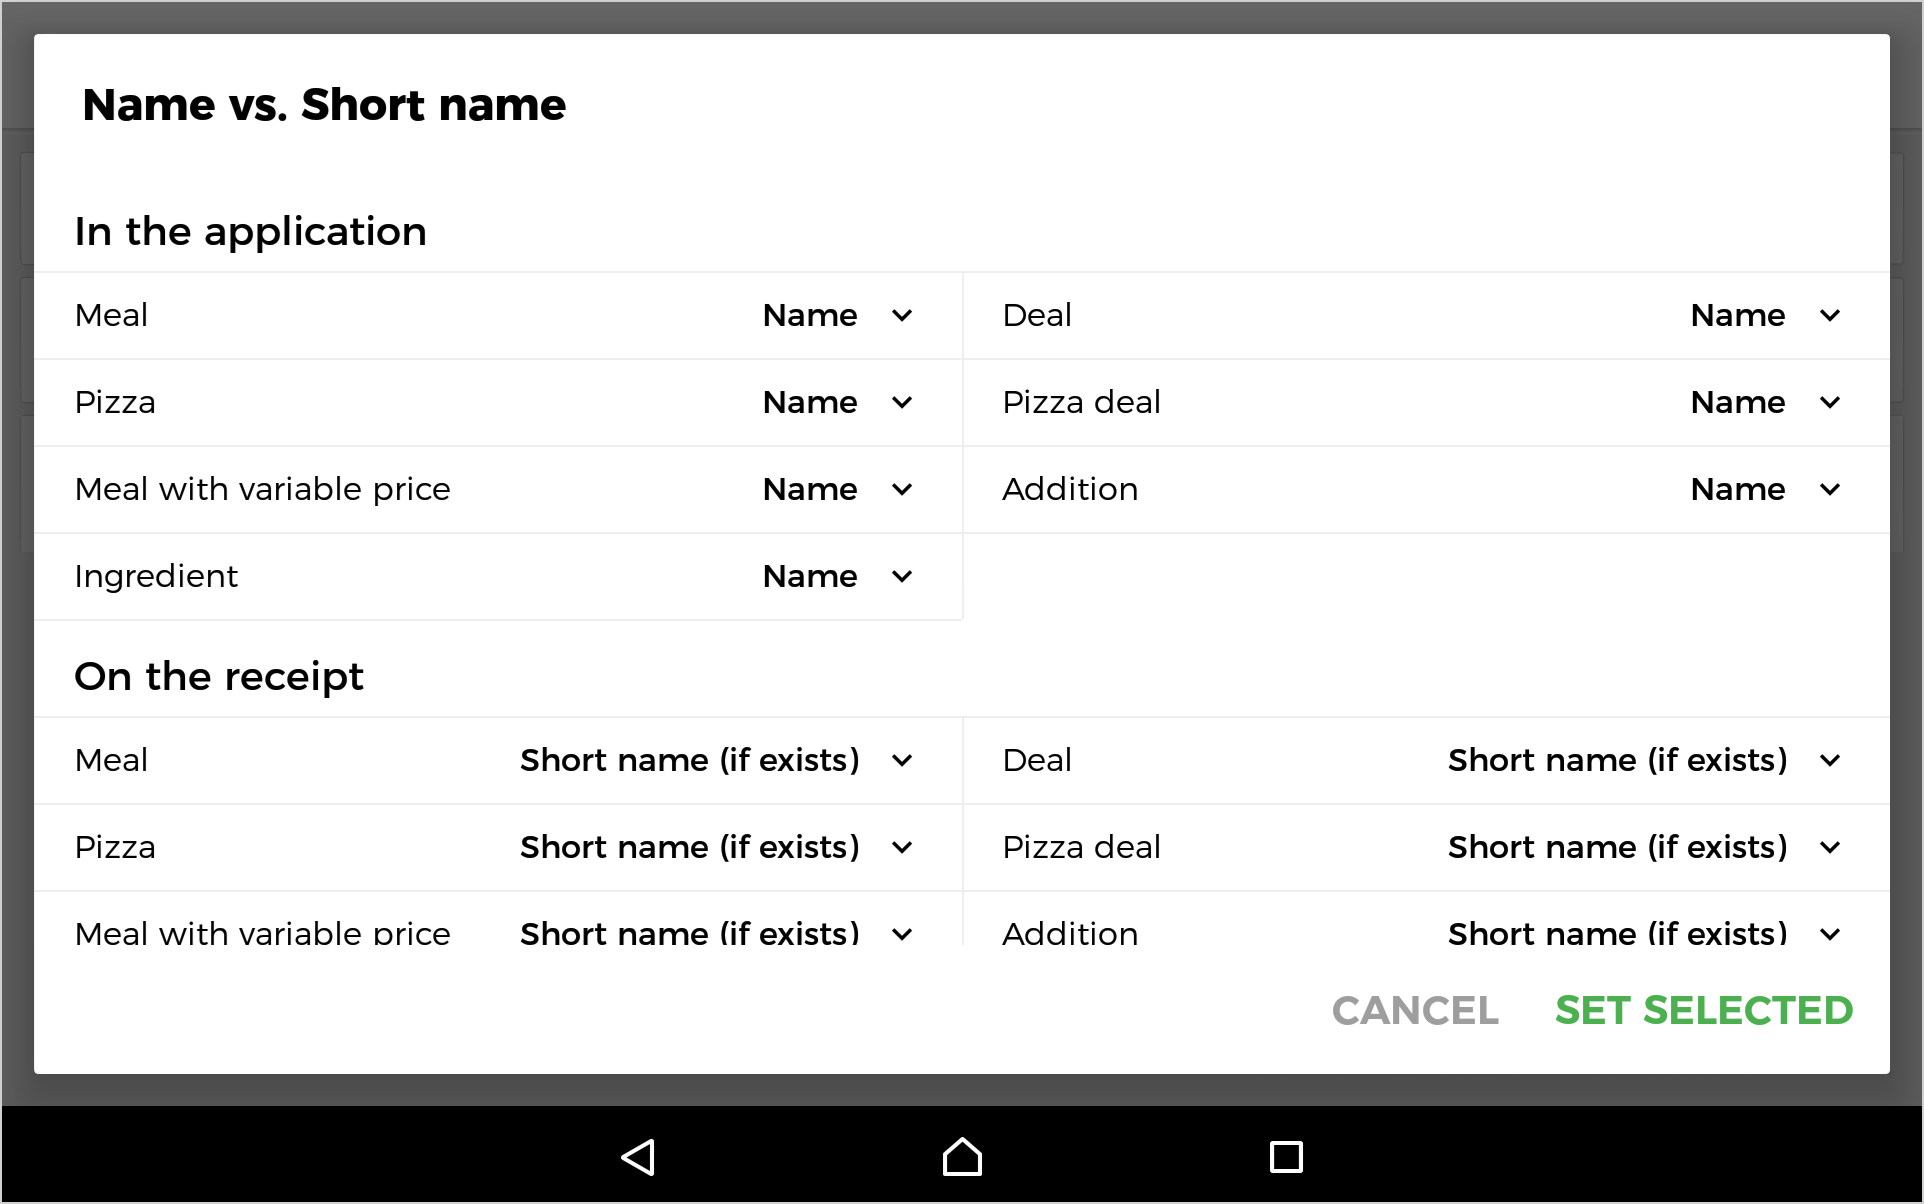 Name vs. Short name
In the application
Meal Name Deal Name
Pizza Name Pizza deal Name
Meal with variable price Name Addition Name
Ingredient Name
On the receipt
Meal Short name (if exists) Deal Short name (if exists)
Pizza Short name (if exists) Pizza deal Short name (if exists)
Meal with variable price Short name (if exists) Addition Short name (if exists)
CANCEL SET SELECTED